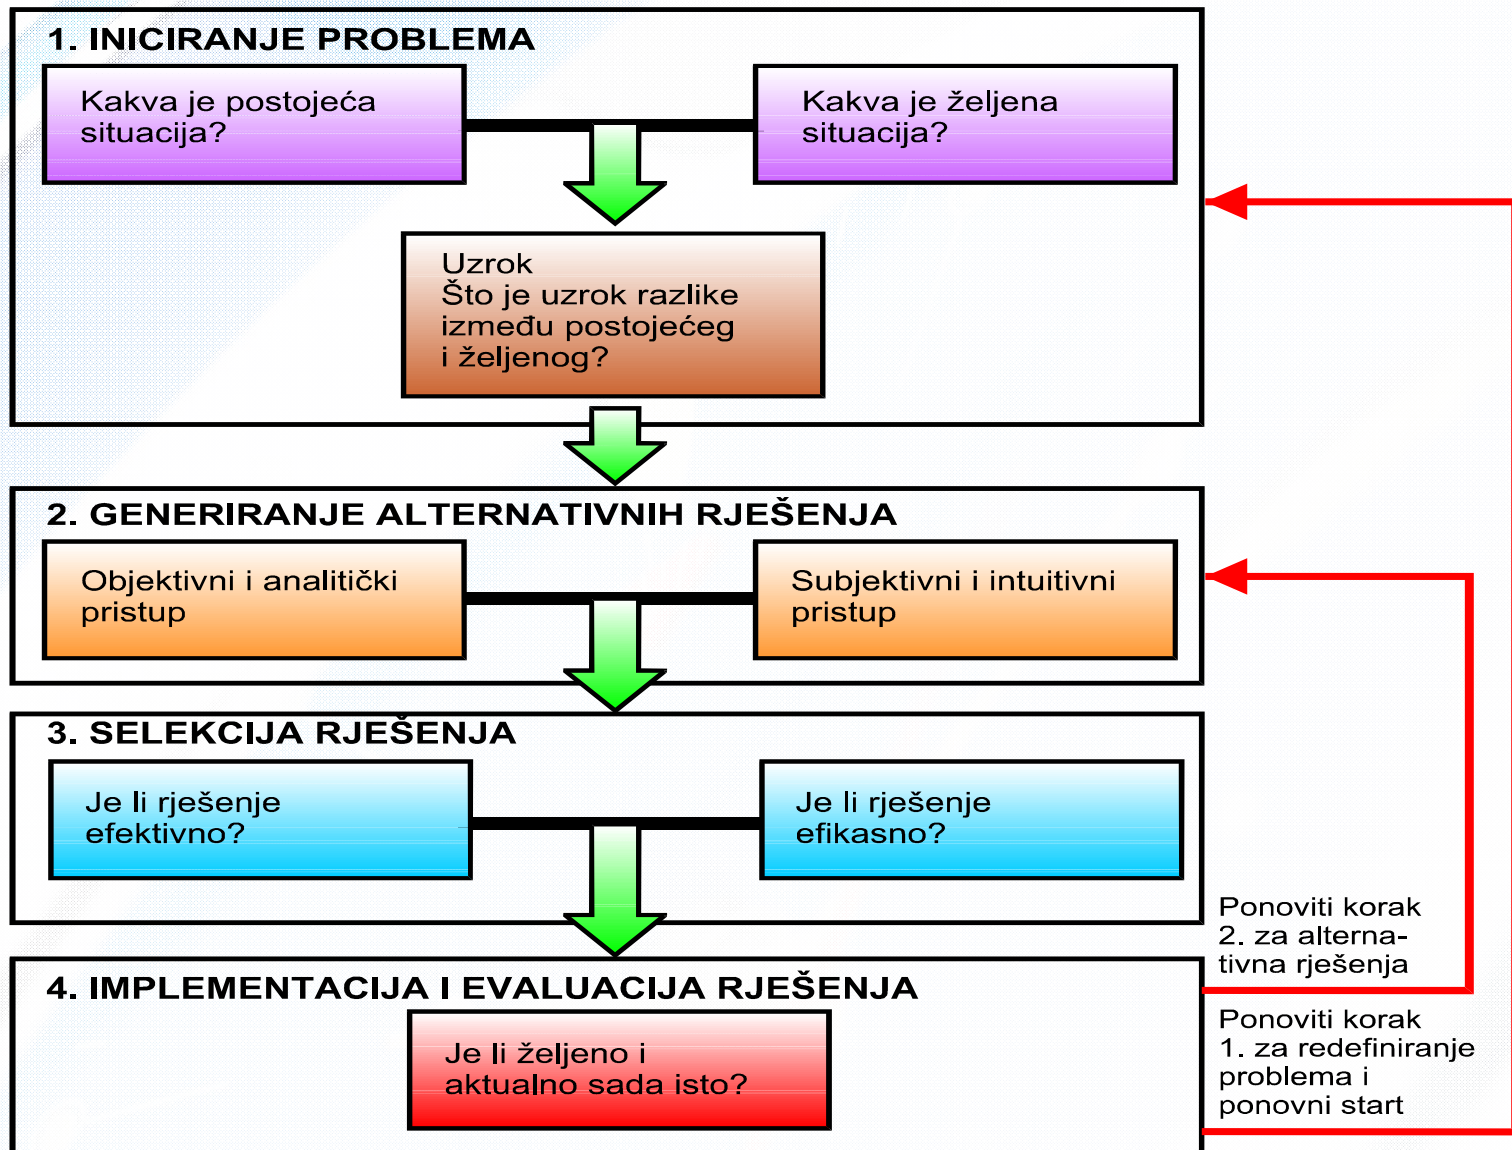 1. INICIRANJE PROBLEMA
Kakva je postojeća
situacija?
Kakva je željena
situacija?
Uzrok
Što je uzrok razlike
između postojećeg
i željenog?
2. GENERIRANJE ALTERNATIVNIH RJEŠENJA
Objektivni i analitički
pristup
Subjektivni i intuitivni
pristup
3. SELEKCIJA RJEŠENJA
Je li rješenje
efektivno?
Je li rješenje
efikasno?
Ponoviti korak
2. za alterna-
tivna rješenja
4. IMPLEMENTACIJA I EVALUACIJA RJEŠENJA
Je li željeno i
aktualno sada isto?
Ponoviti korak
1. za redefiniranje
problema i
ponovni start